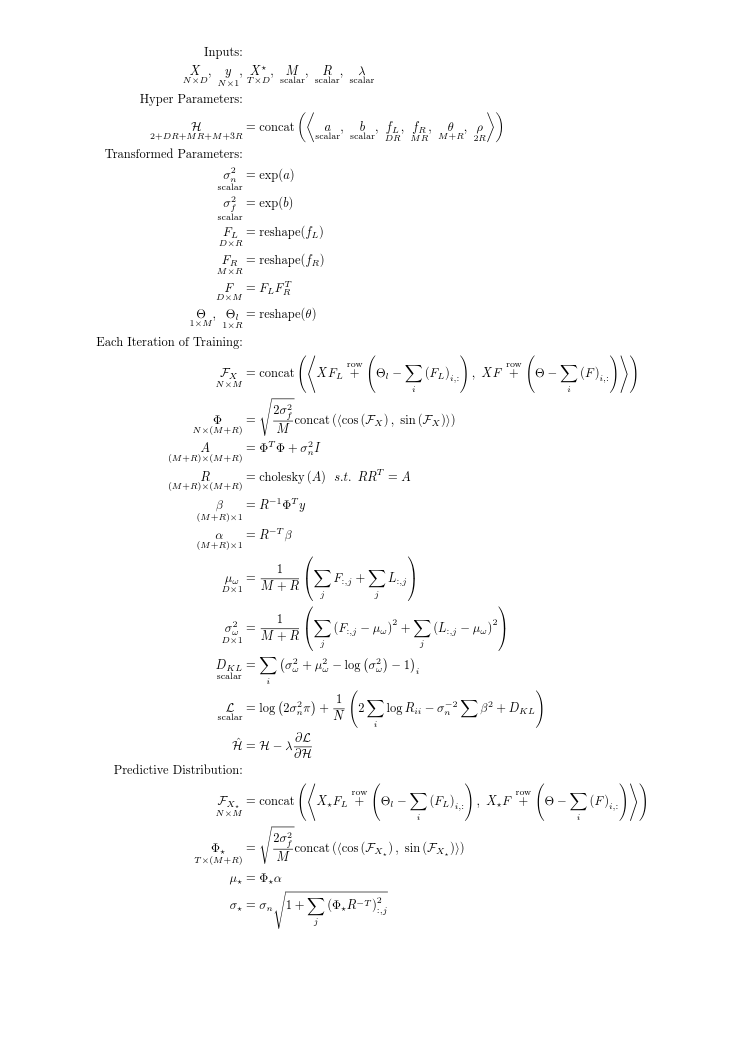 Inputs:
$\underset{N\times D}{X}, \underset{N\times 1}{y}, \underset{T\times D}{X^\star}, \underset{\text{scalar}}{M}, \underset{\text{scalar}}{R}, \underset{\text{scalar}}{\lambda}$
Hyper Parameters:
$\underset{2+DR+MR+M+3R}{\mathcal{H}} = \text{concat}\left(\left\langle \underset{\text{scalar}}{a}, \underset{\text{scalar}}{b}, \underset{DR}{f_L}, \underset{MR}{f_R}, \underset{M+R}{\theta}, \underset{2R}{\rho} \right\rangle\right)$
Transformed Parameters:
$\underset{\text{scalar}}{\sigma_n^2} = \exp(a)$
$\underset{\text{scalar}}{\sigma_f^2} = \exp(b)$
$\underset{D\times R}{F_L} = \text{reshape}(f_L)$
$\underset{M\times R}{F_R} = \text{reshape}(f_R)$
$\underset{D\times M}{F} = F_L F_R^T$
$\underset{1\times M}{\Theta}, \underset{1\times R}{\Theta_l} = \text{reshape}(\theta)$
Each Iteration of Training:
$\underset{N\times M}{\mathcal{F}_X} = \text{concat}\left(\left\langle XF_L \overset{\text{row}}{+} \left(\Theta_l - \sum_i (F_L)_{i,:}\right), XF \overset{\text{row}}{+} \left(\Theta - \sum_i (F)_{i,:}\right)\right\rangle\right)$
$\underset{N\times(M+R)}{\Phi} = \sqrt{\frac{2\sigma_f^2}{M}} \text{concat}(\langle \cos(\mathcal{F}_X), \sin(\mathcal{F}_X)\rangle)$
$\underset{(M+R)\times(M+R)}{A} = \Phi^T\Phi + \sigma_n^2 I$
$\underset{(M+R)\times(M+R)}{R} = \text{cholesky}(A) \;\; s.t. \; RR^T = A$
$\underset{(M+R)\times 1}{\beta} = R^{-1}\Phi^T y$
$\underset{(M+R)\times 1}{\alpha} = R^{-T}\beta$
$\underset{D\times 1}{\mu_\omega} = \frac{1}{M+R}\left(\sum_j F_{:,j} + \sum_j L_{:,j}\right)$
$\underset{D\times 1}{\sigma_\omega^2} = \frac{1}{M+R}\left(\sum_j (F_{:,j} - \mu_\omega)^2 + \sum_j (L_{:,j} - \mu_\omega)^2\right)$
$\underset{\text{scalar}}{D_{KL}} = \sum_i \left(\sigma_\omega^2 + \mu_\omega^2 - \log(\sigma_\omega^2) - 1\right)_i$
$\underset{\text{scalar}}{\mathcal{L}} = \log(2\sigma_n^2\pi) + \frac{1}{N}\left(2\sum_i \log R_{ii} - \sigma_n^{-2}\sum \beta^2 + D_{KL}\right)$
$\hat{\mathcal{H}} = \mathcal{H} - \lambda\frac{\partial\mathcal{L}}{\partial\mathcal{H}}$
Predictive Distribution:
$\underset{N\times M}{\mathcal{F}_{X_\star}} = \text{concat}\left(\left\langle X_\star F_L \overset{\text{row}}{+} \left(\Theta_l - \sum_i (F_L)_{i,:}\right), X_\star F \overset{\text{row}}{+} \left(\Theta - \sum_i (F)_{i,:}\right)\right\rangle\right)$
$\underset{T\times(M+R)}{\Phi_\star} = \sqrt{\frac{2\sigma_f^2}{M}} \text{concat}(\langle \cos(\mathcal{F}_{X_\star}), \sin(\mathcal{F}_{X_\star})\rangle)$
$\mu_\star = \Phi_\star\alpha$
$\sigma_\star = \sigma_n\sqrt{1 + \sum_j (\Phi_\star R^{-T})_{:,j}^2}$